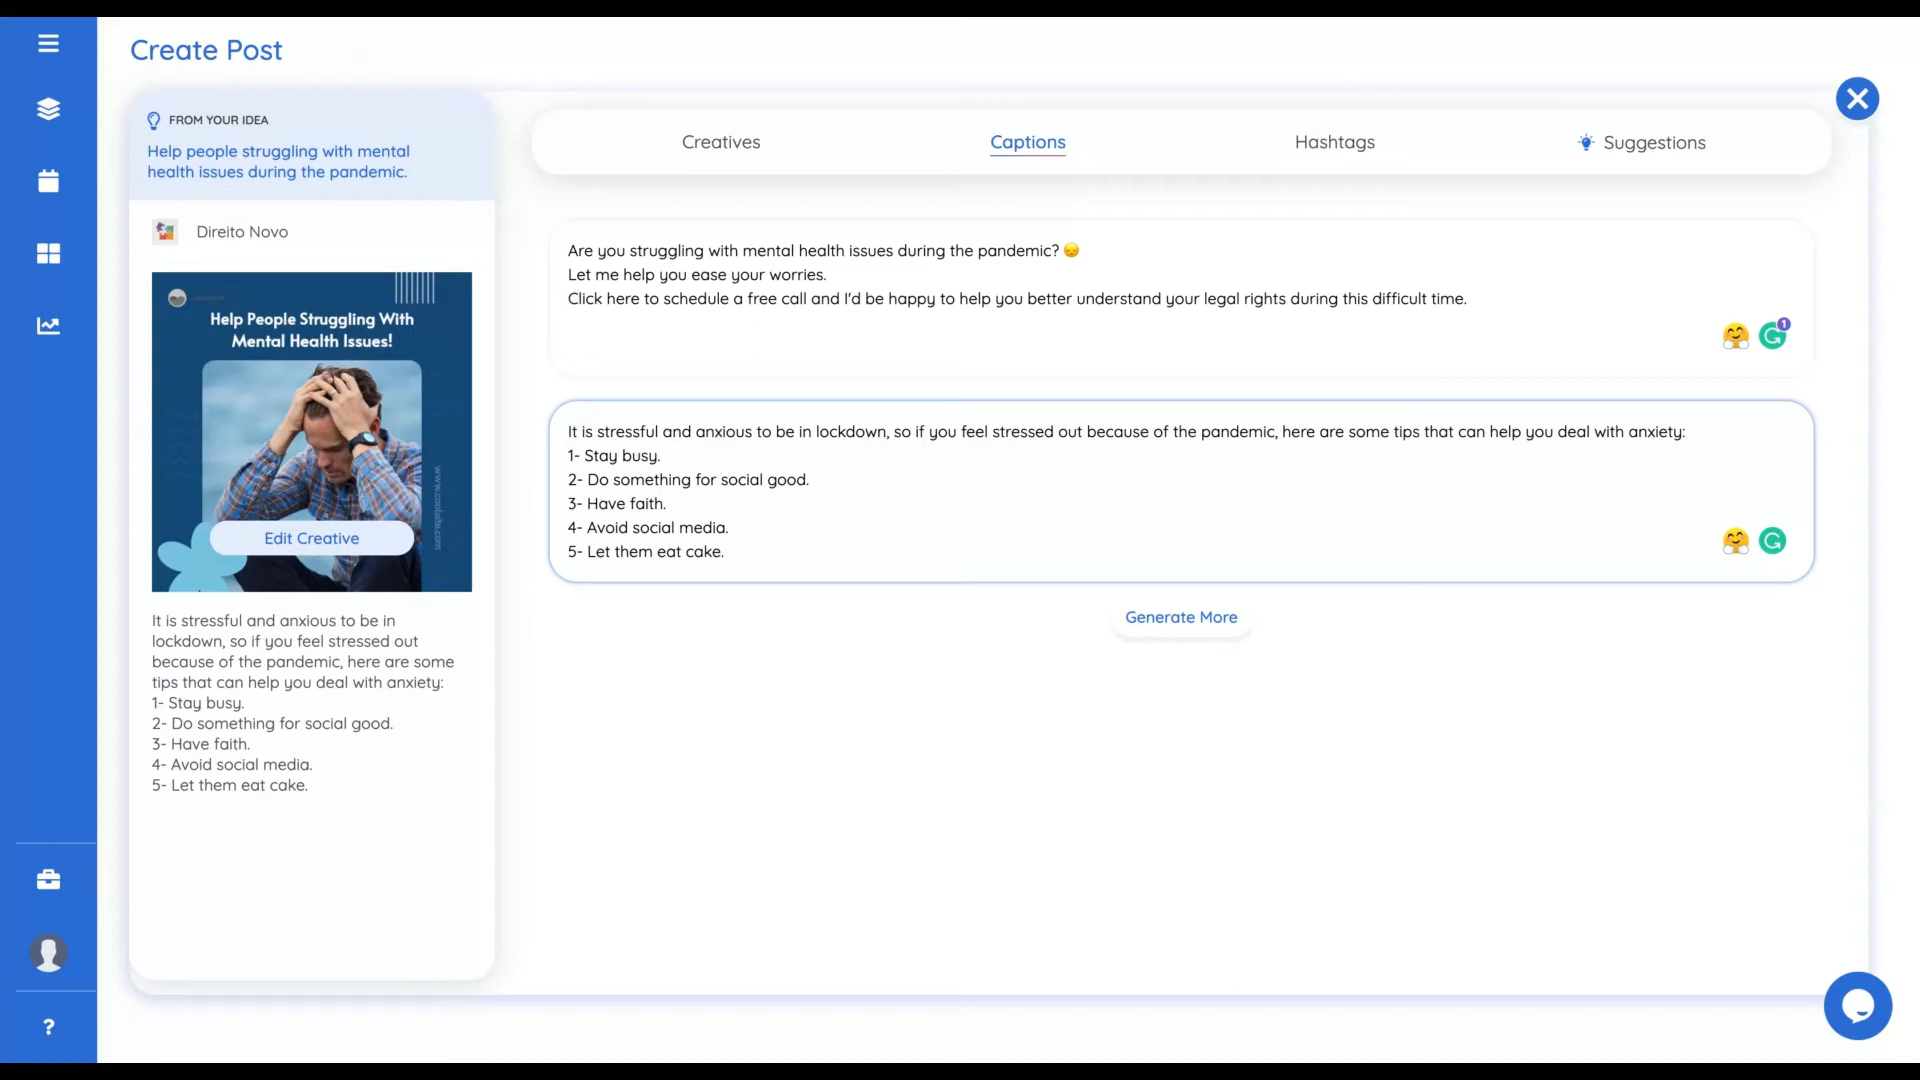 Create Post
FROM YOUR IDEA
Help people struggling with mental
health issues during the pandemic.
Direito Novo
Help People Struggling With
Mental Health Issues!
Edit Creative
It is stressful and anxious to be in
lockdown, so if you feel stressed out
because of the pandemic, here are some
tips that can help you deal with anxiety:
1- Stay busy.
2- Do something for social good.
3- Have faith.
4- Avoid social media.
5- Let them eat cake.
Creatives
Captions
Hashtags
Suggestions
Are you struggling with mental health issues during the pandemic? 😞
Let me help you ease your worries.
Click here to schedule a free call and I'd be happy to help you better understand your legal rights during this difficult time.
1
It is stressful and anxious to be in lockdown, so if you feel stressed out because of the pandemic, here are some tips that can help you deal with anxiety:
1- Stay busy.
2- Do something for social good.
3- Have faith.
4- Avoid social media.
5- Let them eat cake.
Generate More
?